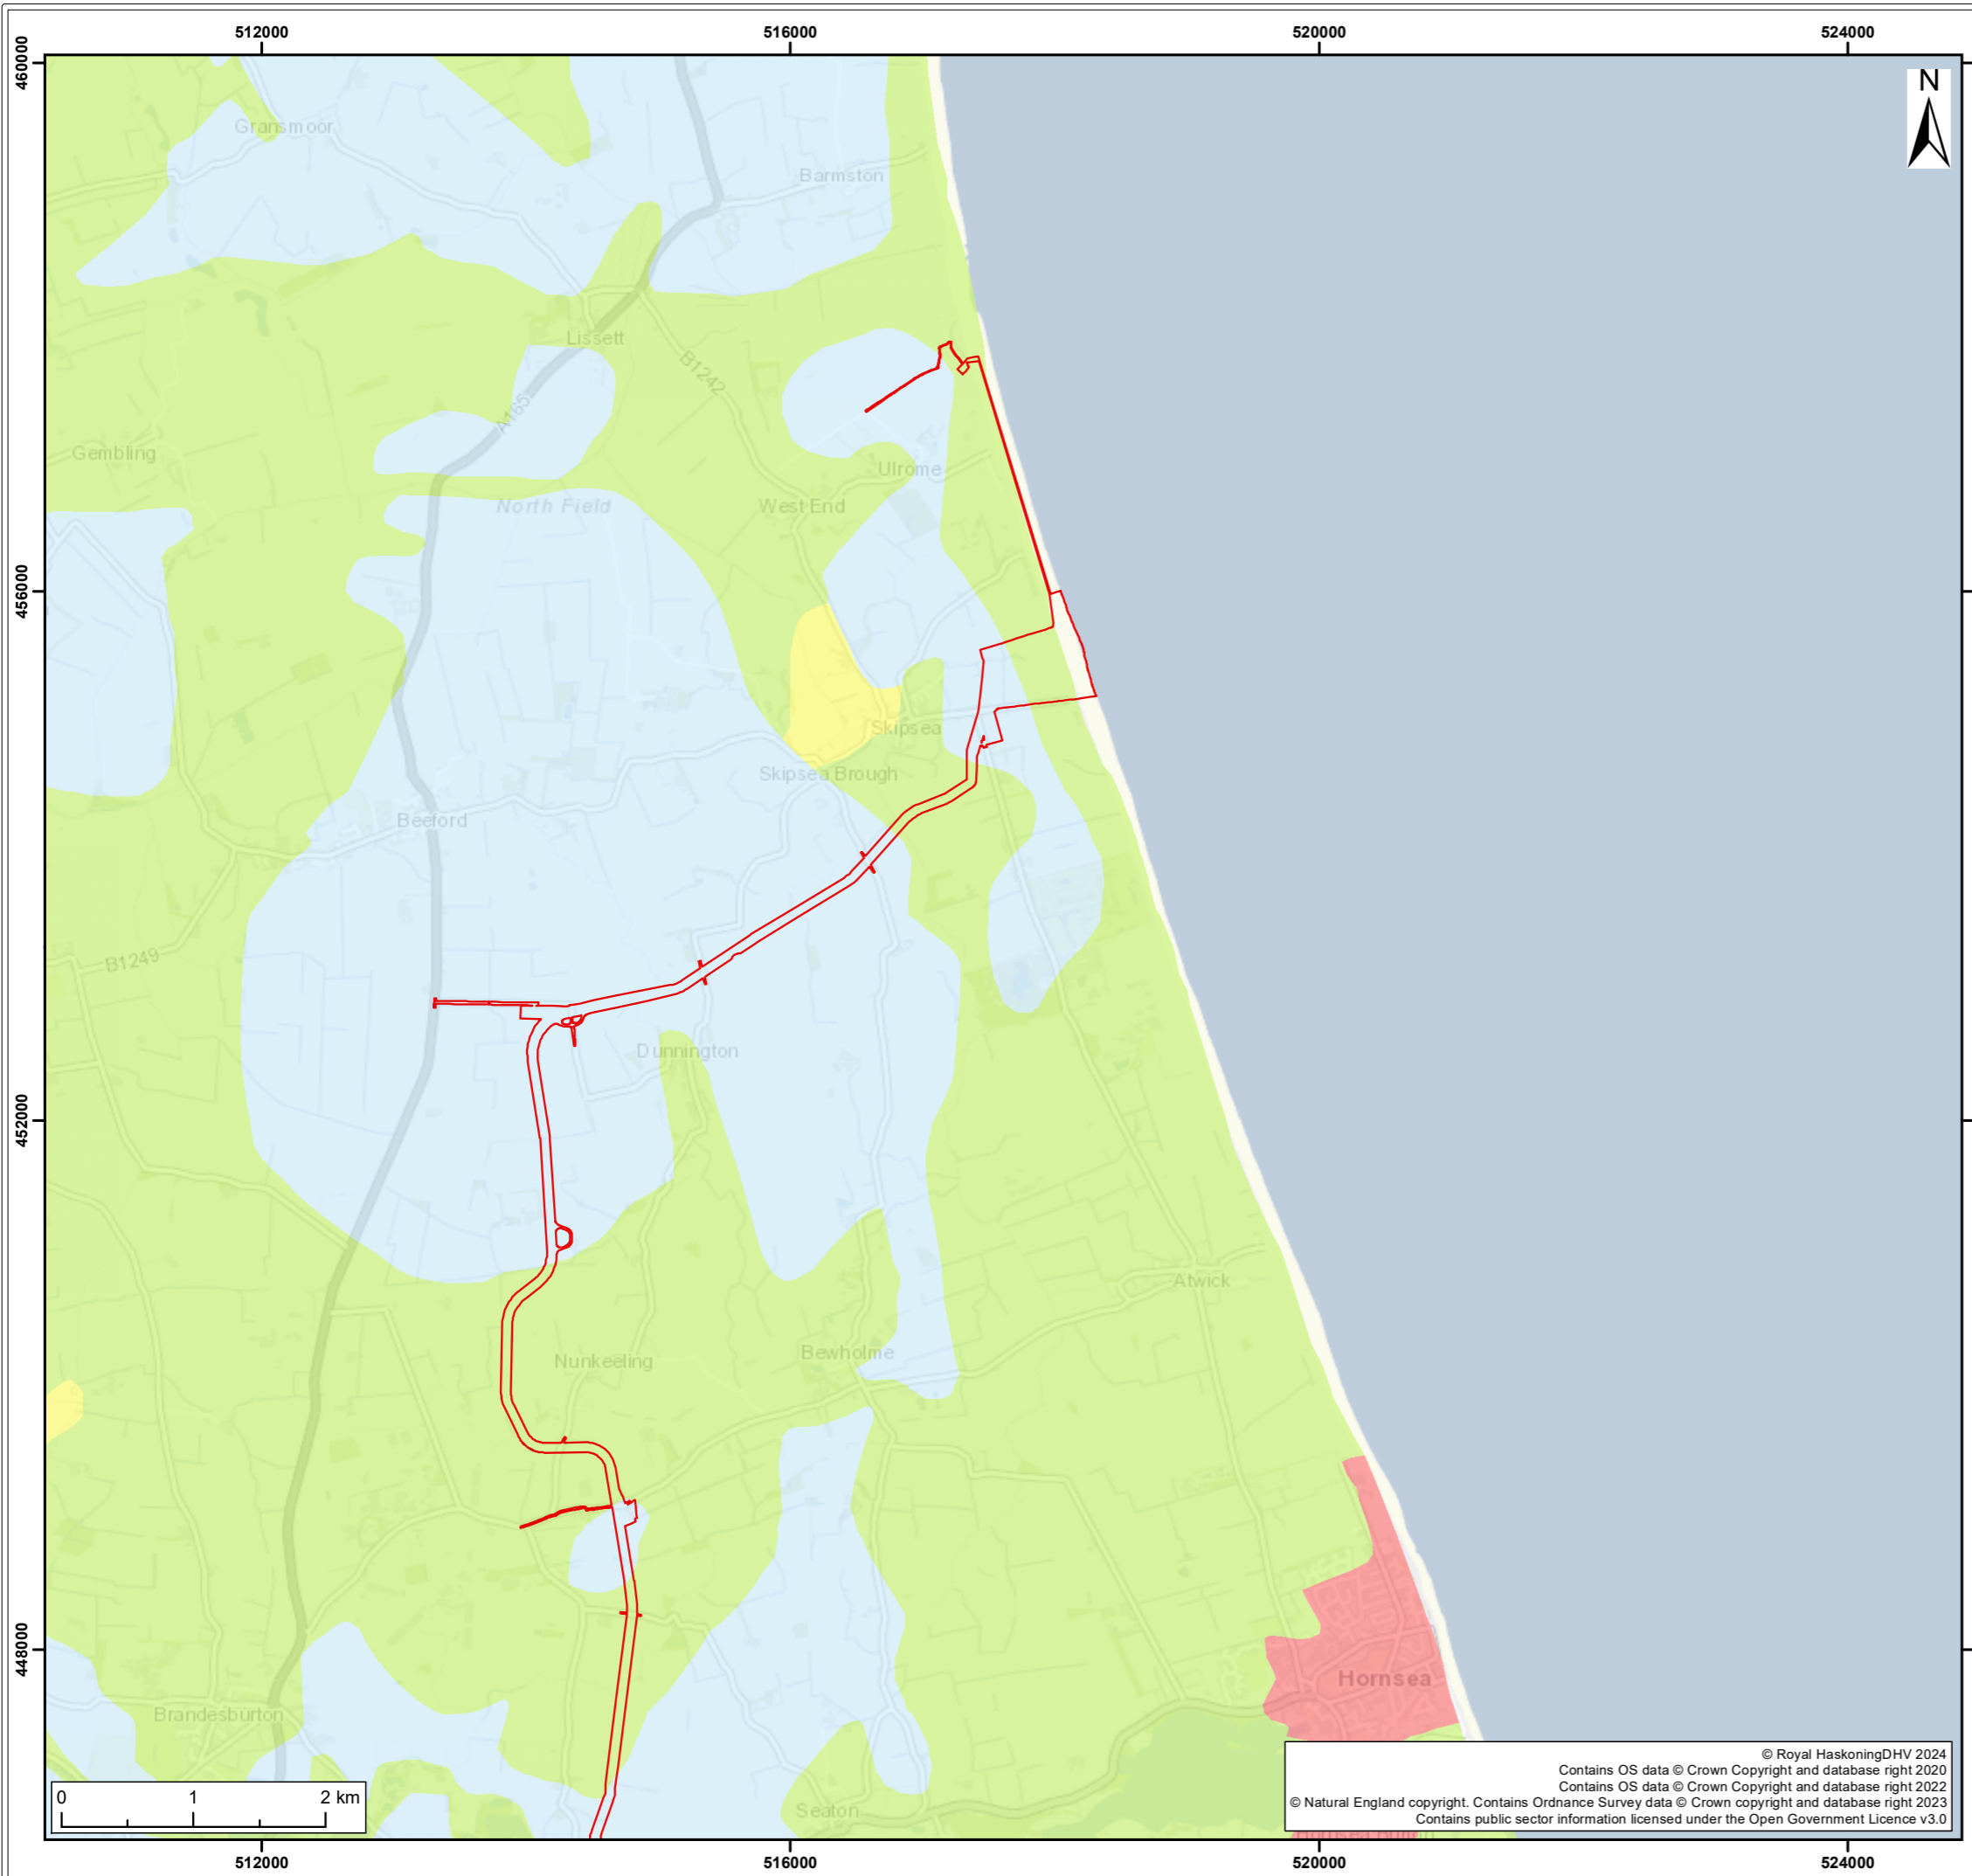 512000 516000 520000 524000
460000
N
Gransmoor
Barmston
Lissett
B1242
A165
Gembling
Ulrome
North Field
West End
456000
Skipsea
Skipsea Brough
Beeford
B1249
Dunnington
452000
Atwick
Bewholme
Nunkeeling
448000
Hornsea
Brandesburton
Seaton
0 1 2 km
© Royal HaskoningDHV 2024
Contains OS data © Crown Copyright and database right 2020
Contains OS data © Crown Copyright and database right 2022
© Natural England copyright. Contains Ordnance Survey data © Crown copyright and database right 2023
Contains public sector information licensed under the Open Government Licence v3.0
512000 516000 520000 524000